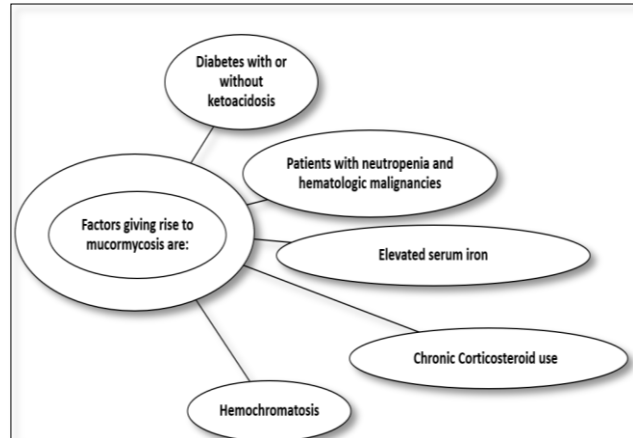 Diabetes with or
without
ketoacidosis
Patients with neutropenia and
hematologic malignancies
Factors giving rise to
mucormycosis are:
Elevated serum iron
Chronic Corticosteroid use
Hemochromatosis